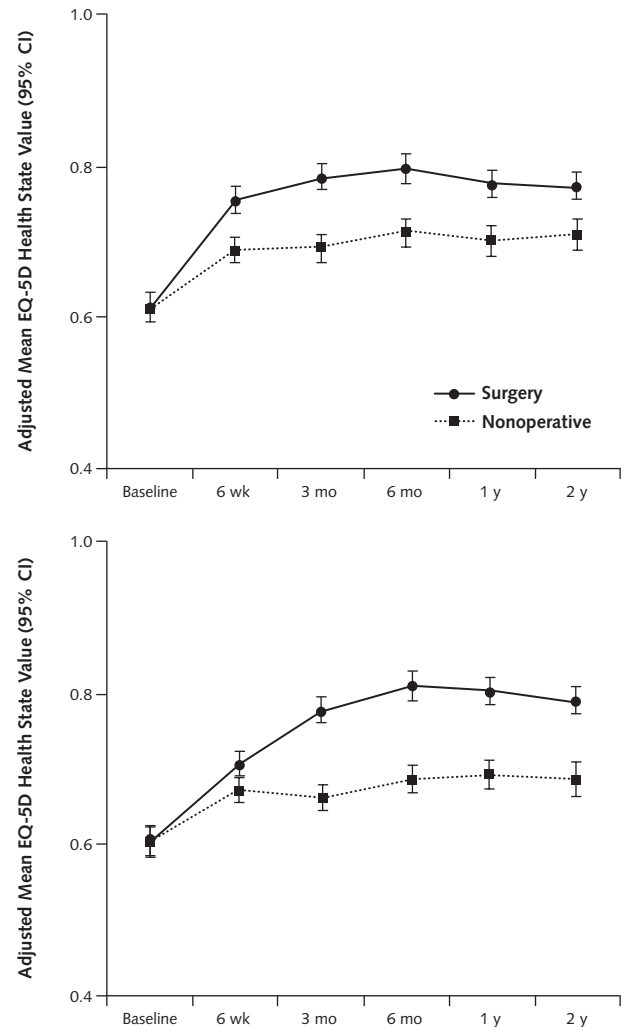 Adjusted Mean EQ-5D Health State Value (95% CI)
1.0
0.8
0.6
0.4
Surgery
Nonoperative
Baseline 6 wk 3 mo 6 mo 1 y 2 y
Adjusted Mean EQ-5D Health State Value (95% CI)
1.0
0.8
0.6
0.4
Baseline 6 wk 3 mo 6 mo 1 y 2 y